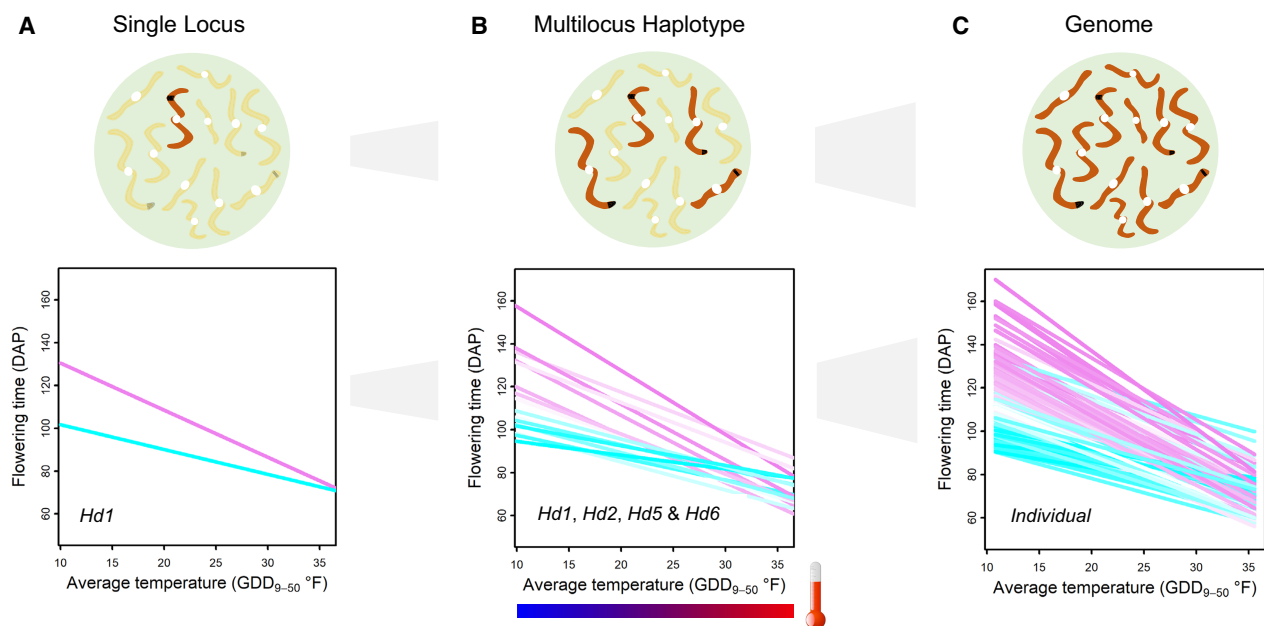 A Single Locus
B Multilocus Haplotype
C Genome
Flowering time (DAP)
160
140
120
100
80
60
Hd1
10 15 20 25 30 35
Average temperature (GDD9–50 °F)
Flowering time (DAP)
160
140
120
100
80
60
Hd1, Hd2, Hd5 & Hd6
10 15 20 25 30 35
Average temperature (GDD9–50 °F)
Flowering time (DAP)
160
140
120
100
80
60
Individual
10 15 20 25 30 35
Average temperature (GDD9–50 °F)